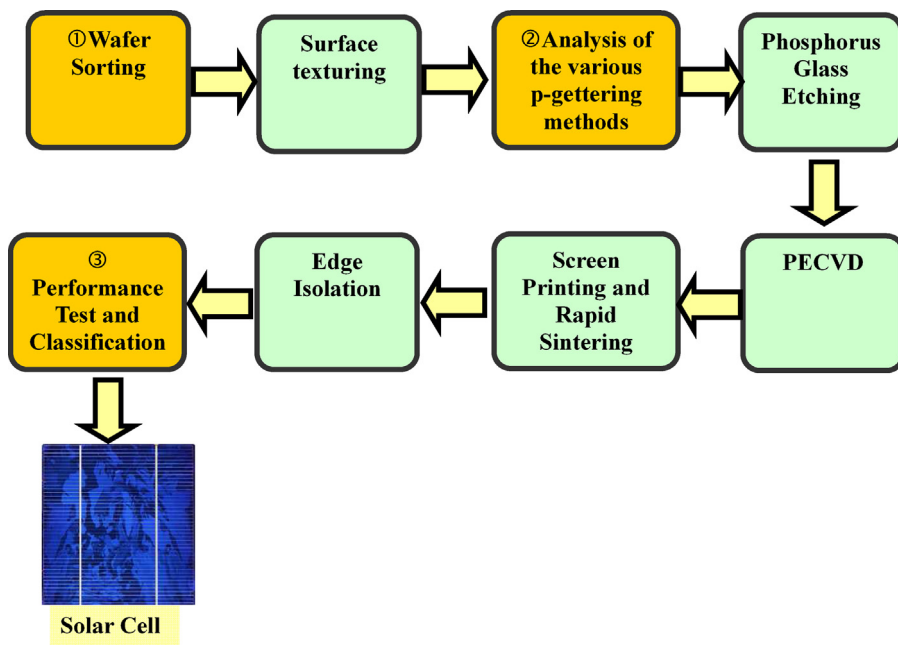 ①Wafer
Sorting
Surface
texturing
②Analysis of
the various
p-gettering
methods
Phosphorus
Glass
Etching
PECVD
Screen
Printing and
Rapid
Sintering
Edge
Isolation
③
Performance
Test and
Classification
Solar Cell